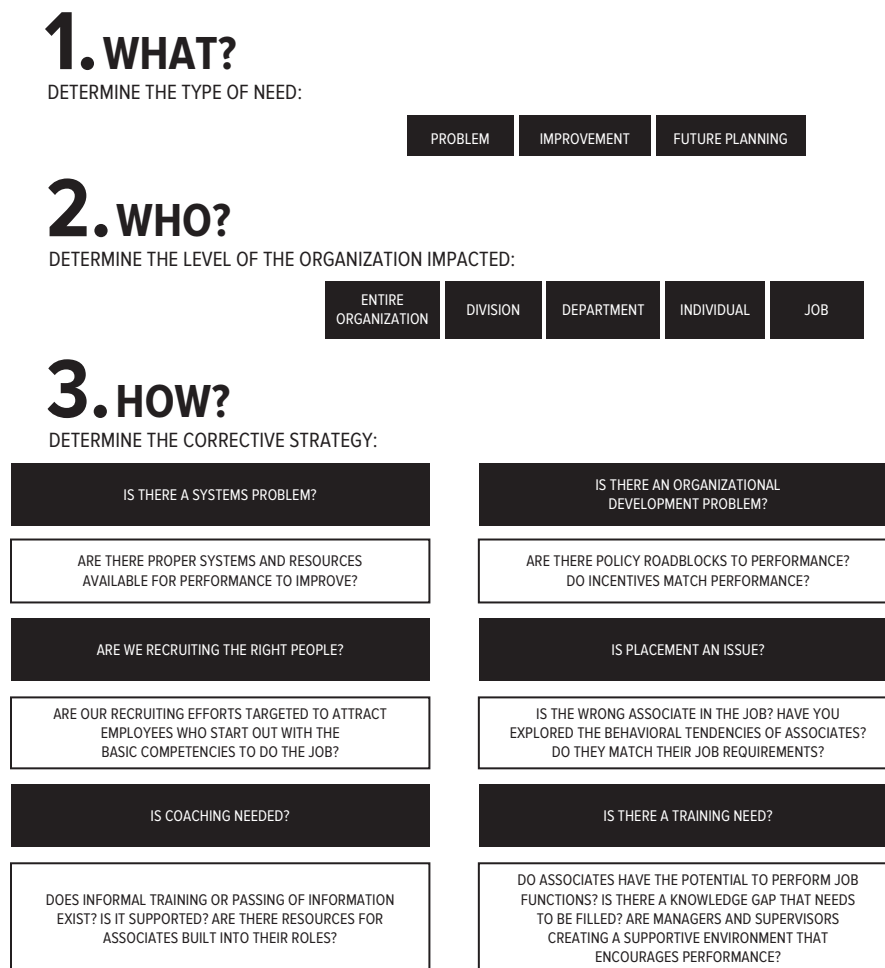 1. WHAT?
DETERMINE THE TYPE OF NEED:
PROBLEM IMPROVEMENT FUTURE PLANNING
2. WHO?
DETERMINE THE LEVEL OF THE ORGANIZATION IMPACTED:
ENTIRE
ORGANIZATION
DIVISION
DEPARTMENT
INDIVIDUAL
JOB
3. HOW?
DETERMINE THE CORRECTIVE STRATEGY:
IS THERE A SYSTEMS PROBLEM?
ARE THERE PROPER SYSTEMS AND RESOURCES
AVAILABLE FOR PERFORMANCE TO IMPROVE?
IS THERE AN ORGANIZATIONAL
DEVELOPMENT PROBLEM?
ARE THERE POLICY ROADBLOCKS TO PERFORMANCE?
DO INCENTIVES MATCH PERFORMANCE?
ARE WE RECRUITING THE RIGHT PEOPLE?
ARE OUR RECRUITING EFFORTS TARGETED TO ATTRACT
EMPLOYEES WHO START OUT WITH THE
BASIC COMPETENCIES TO DO THE JOB?
IS PLACEMENT AN ISSUE?
IS THE WRONG ASSOCIATE IN THE JOB? HAVE YOU
EXPLORED THE BEHAVIORAL TENDENCIES OF ASSOCIATES?
DO THEY MATCH THEIR JOB REQUIREMENTS?
IS COACHING NEEDED?
DOES INFORMAL TRAINING OR PASSING OF INFORMATION
EXIST? IS IT SUPPORTED? ARE THERE RESOURCES FOR
ASSOCIATES BUILT INTO THEIR ROLES?
IS THERE A TRAINING NEED?
DO ASSOCIATES HAVE THE POTENTIAL TO PERFORM JOB
FUNCTIONS? IS THERE A KNOWLEDGE GAP THAT NEEDS
TO BE FILLED? ARE MANAGERS AND SUPERVISORS
CREATING A SUPPORTIVE ENVIRONMENT THAT
ENCOURAGES PERFORMANCE?